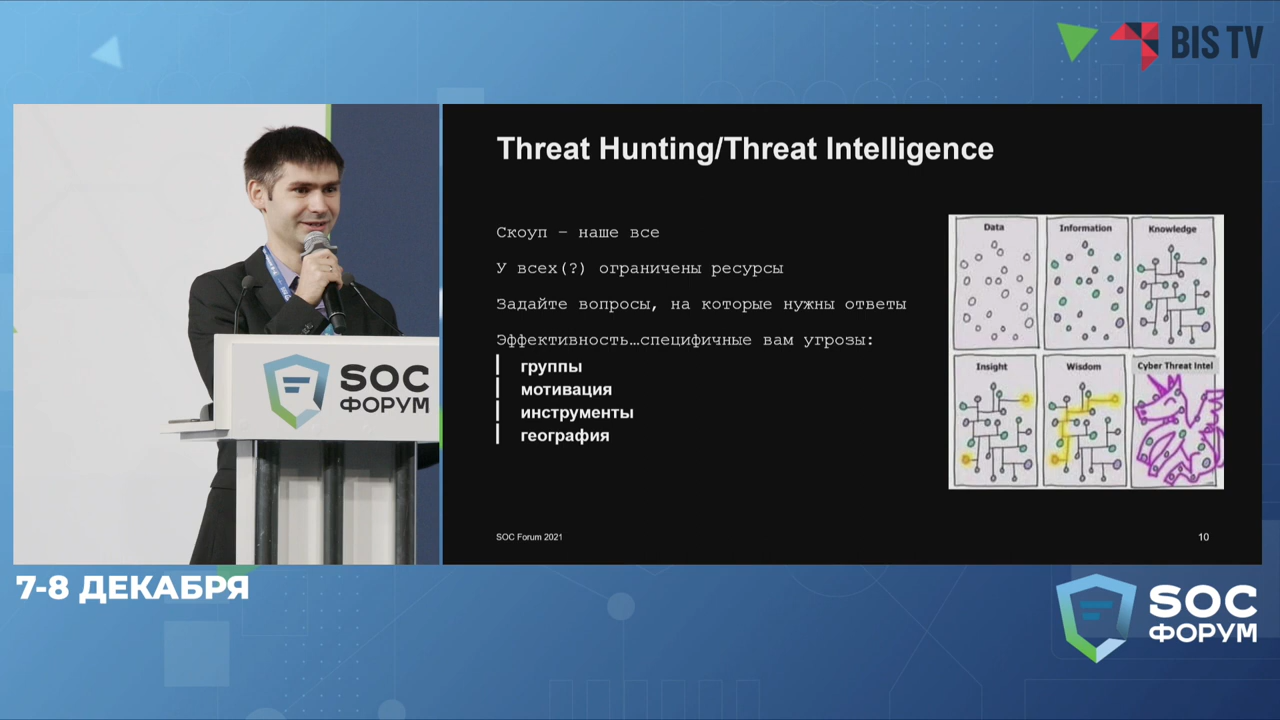 BIS TV
Threat Hunting/Threat Intelligence
Скоуп – наше все
У всех(?) ограничены ресурсы
Задайте вопросы, на которые нужны ответы
Эффективность…специфичные вам угрозы:
группы
мотивация
инструменты
география
Data
Information
Knowledge
Insight
Wisdom
Cyber Threat Intel
SOC Forum 2021
10
SOC
ФОРУМ
7-8 ДЕКАБРЯ
SOC
ФОРУМ